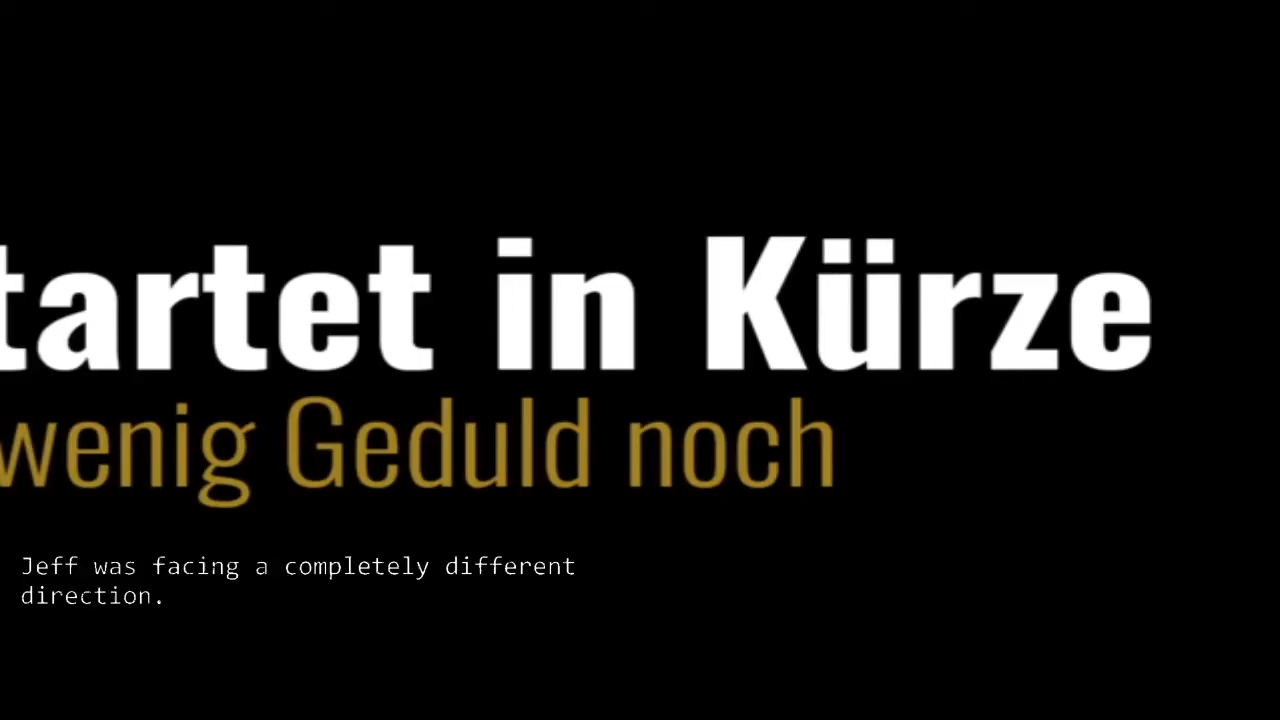 tartet in Kürze
wenig Geduld noch
Jeff was facing a completely different
direction.